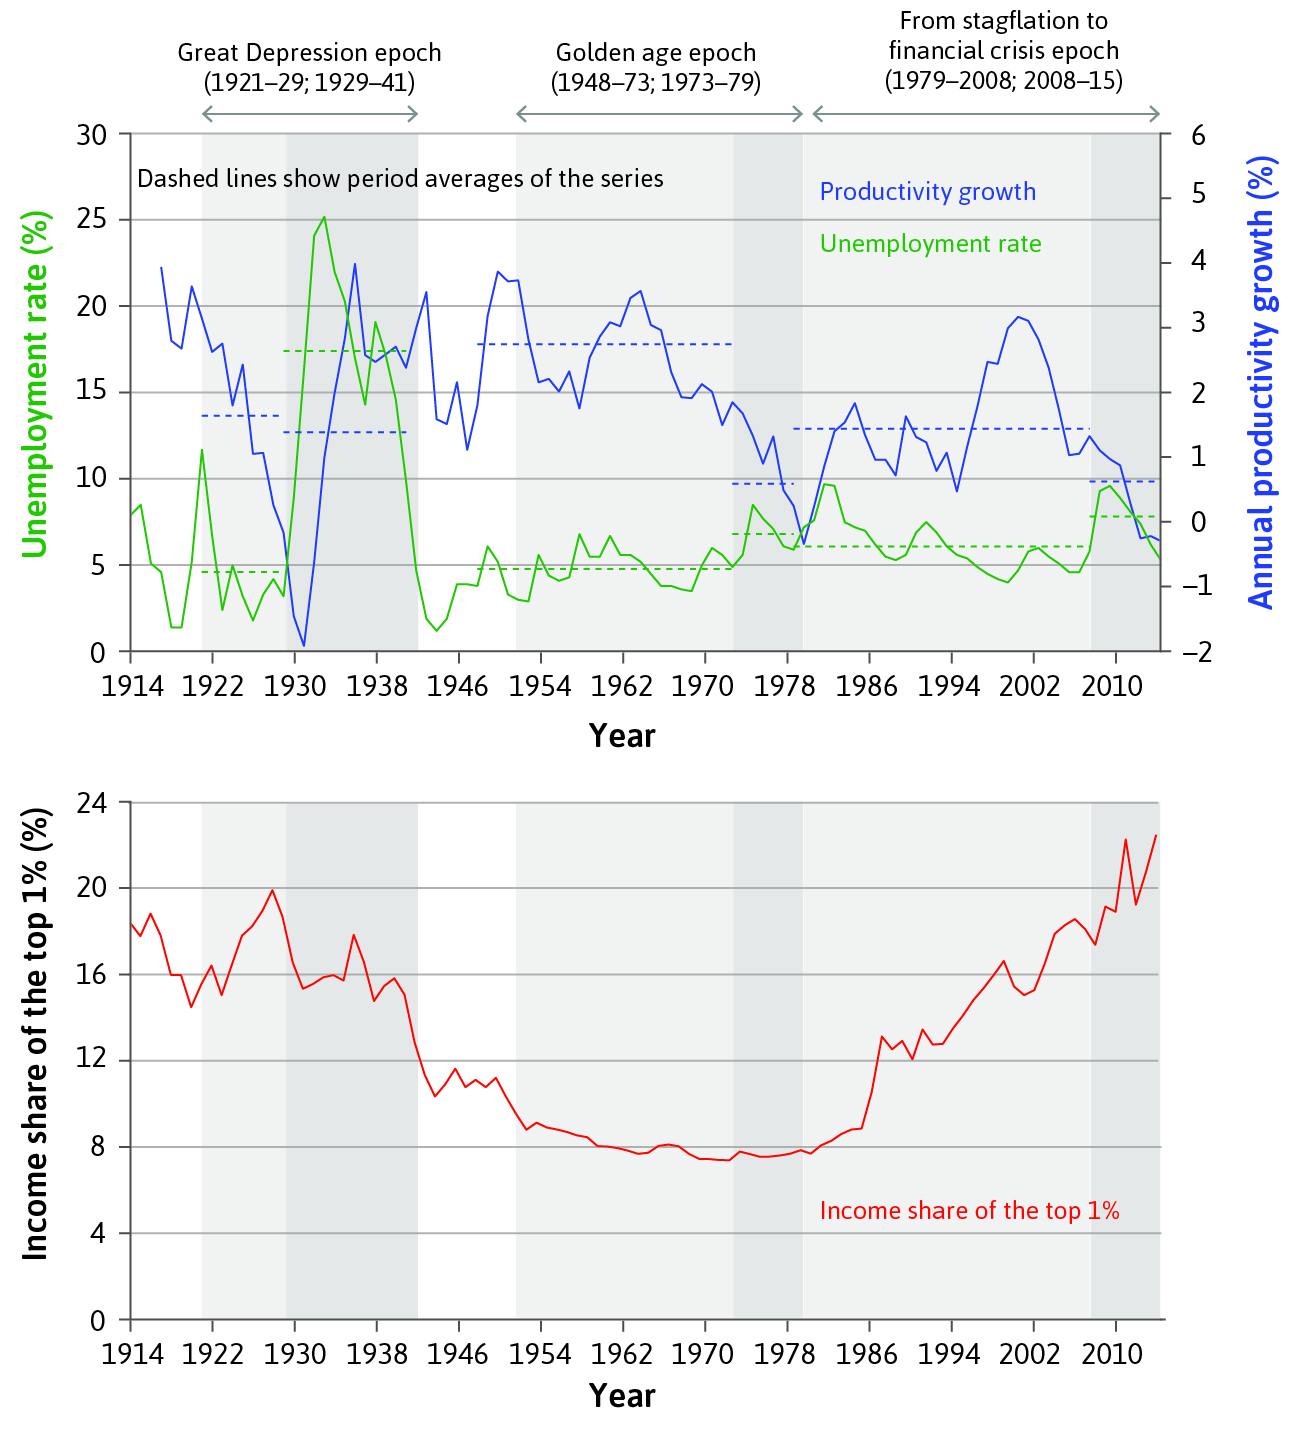 Great Depression epoch
(1921–29; 1929–41)
Golden age epoch
(1948–73; 1973–79)
From stagflation to
financial crisis epoch
(1979–2008; 2008–15)
Dashed lines show period averages of the series
Productivity growth
Unemployment rate
Unemployment rate (%)
30
25
20
15
10
5
0
Annual productivity growth (%)
6
5
4
3
2
1
0
–1
–2
1914 1922 1930 1938 1946 1954 1962 1970 1978 1986 1994 2002 2010
Year
Income share of the top 1% (%)
24
20
16
12
8
4
0
Income share of the top 1%
1914 1922 1930 1938 1946 1954 1962 1970 1978 1986 1994 2002 2010
Year